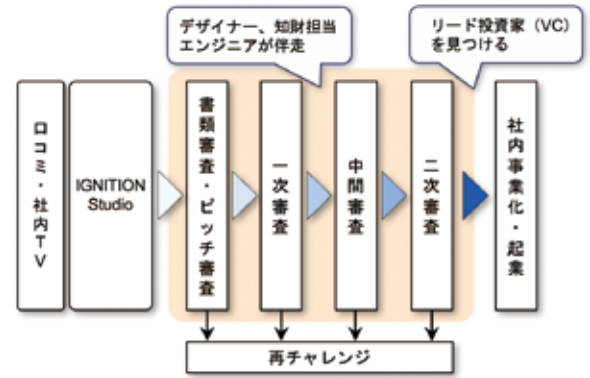 デザイナー、知財担当
エンジニアが伴走
リード投資家（VC）
を見つける
口コミ・社内TV
IGNITION
Studio
書類審査・ピッチ審査
一次審査
中間審査
二次審査
社内事業化・起業
再チャレンジ